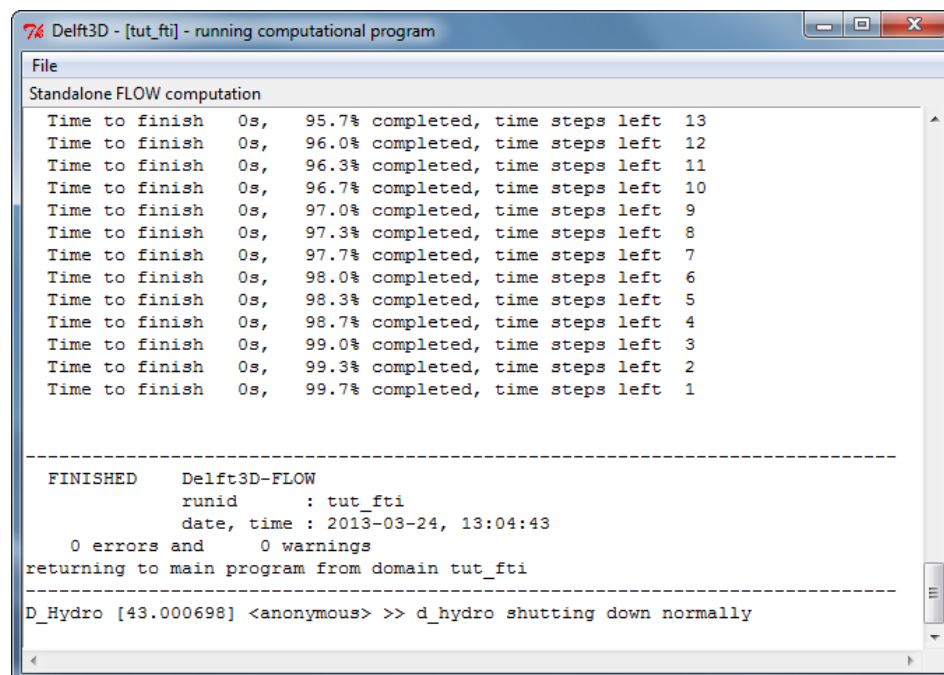 Delft3D - [tut_fti] - running computational program
File
Standalone FLOW computation
Time to finish   0s,   95.7% completed, time steps left  13
Time to finish   0s,   96.0% completed, time steps left  12
Time to finish   0s,   96.3% completed, time steps left  11
Time to finish   0s,   96.7% completed, time steps left  10
Time to finish   0s,   97.0% completed, time steps left  9
Time to finish   0s,   97.3% completed, time steps left  8
Time to finish   0s,   97.7% completed, time steps left  7
Time to finish   0s,   98.0% completed, time steps left  6
Time to finish   0s,   98.3% completed, time steps left  5
Time to finish   0s,   98.7% completed, time steps left  4
Time to finish   0s,   99.0% completed, time steps left  3
Time to finish   0s,   99.3% completed, time steps left  2
Time to finish   0s,   99.7% completed, time steps left  1
------------------------------------------------------------------------------
FINISHED    Delft3D-FLOW
runid      : tut_fti
date, time : 2013-03-24, 13:04:43
0 errors and     0 warnings
returning to main program from domain tut_fti
------------------------------------------------------------------------------
D_Hydro [43.000698] <anonymous> >> d_hydro shutting down normally